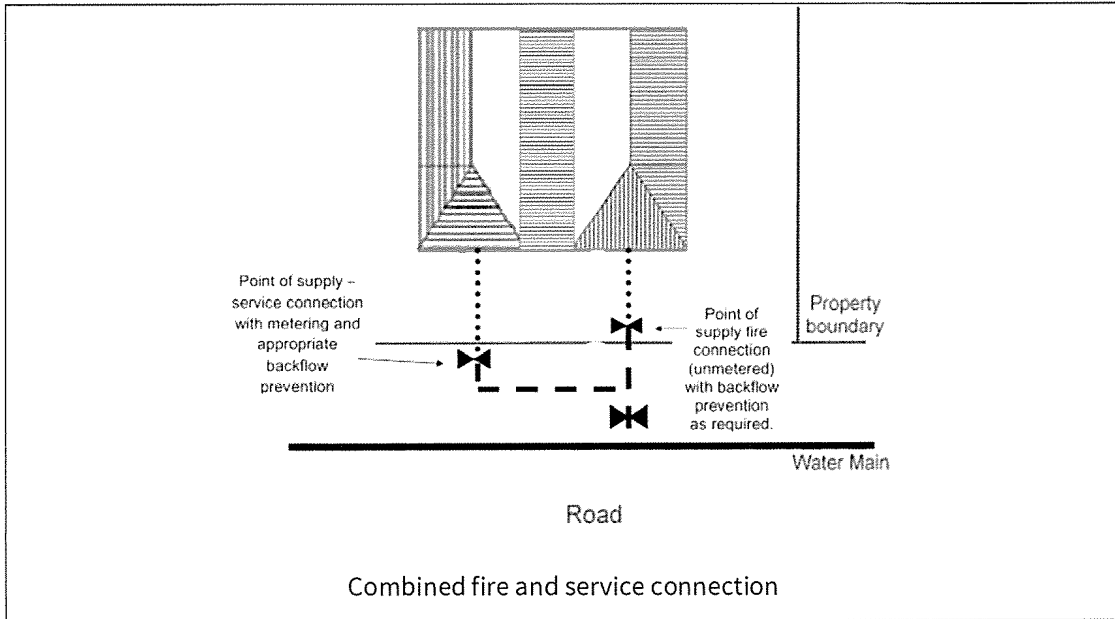 Point of supply –
service connection
with metering and
appropriate
backflow
prevention
Point of
supply fire
connection
(unmetered)
with backflow
prevention
as required.
Property
boundary
Water Main
Road
Combined fire and service connection